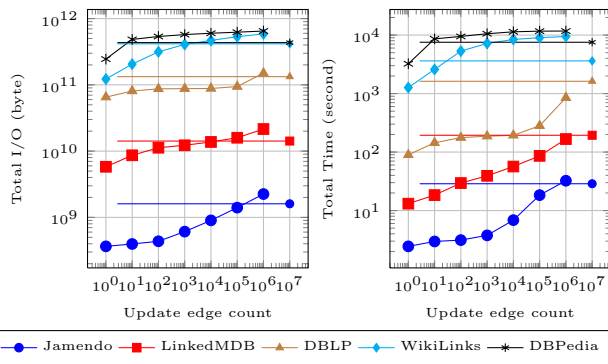 Total I/O (byte)
10^12
10^11
10^10
10^9
10^0 10^1 10^2 10^3 10^4 10^5 10^6 10^7
Update edge count
Total Time (second)
10^4
10^3
10^2
10^1
10^0 10^1 10^2 10^3 10^4 10^5 10^6 10^7
Update edge count
Jamendo LinkedMDB DBLP WikiLinks DBPedia